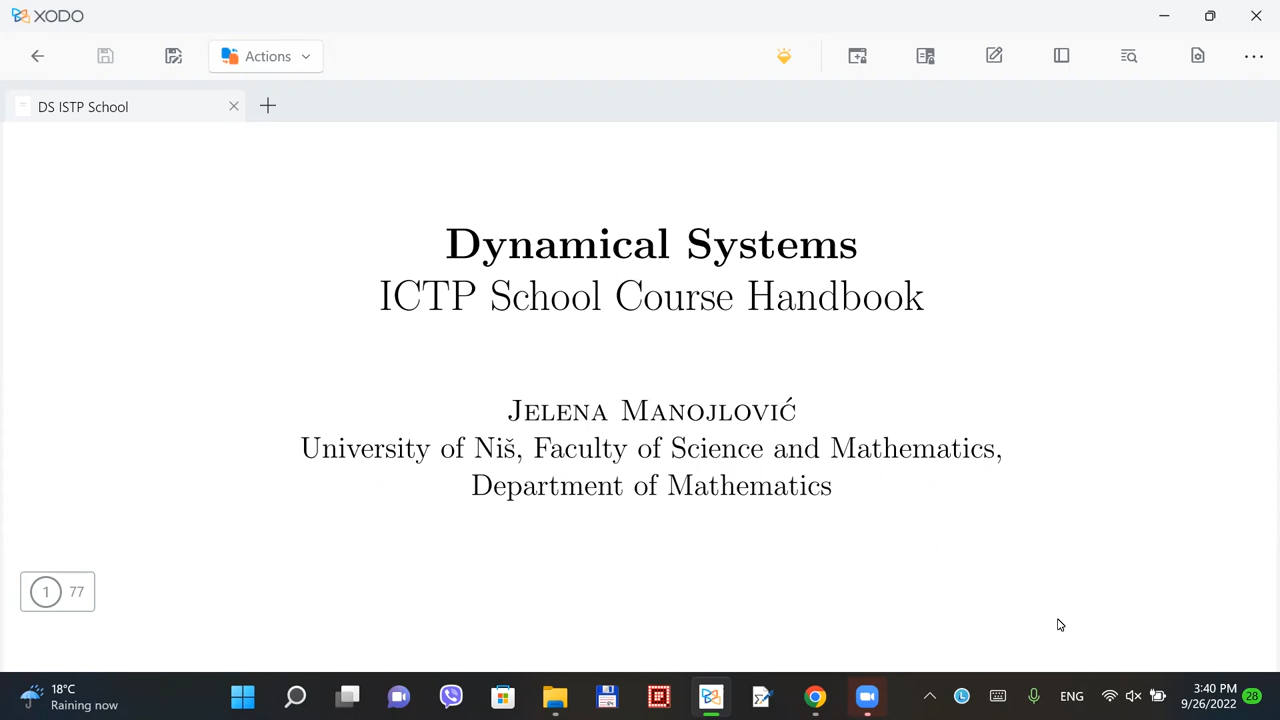 XODO
Actions
DS ISTP School
Dynamical Systems
ICTP School Course Handbook
Jelena Manojlović
University of Niš, Faculty of Science and Mathematics,
Department of Mathematics
1 77
18°C
Raining now
ENG
3:40 PM
9/26/2022
28